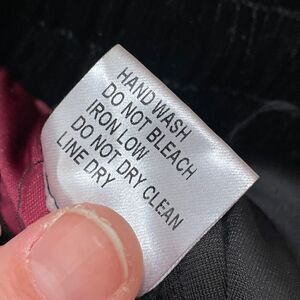 HAND WASH
DO NOT BLEACH
IRON LOW
DO NOT DRY CLEAN
LINE DRY